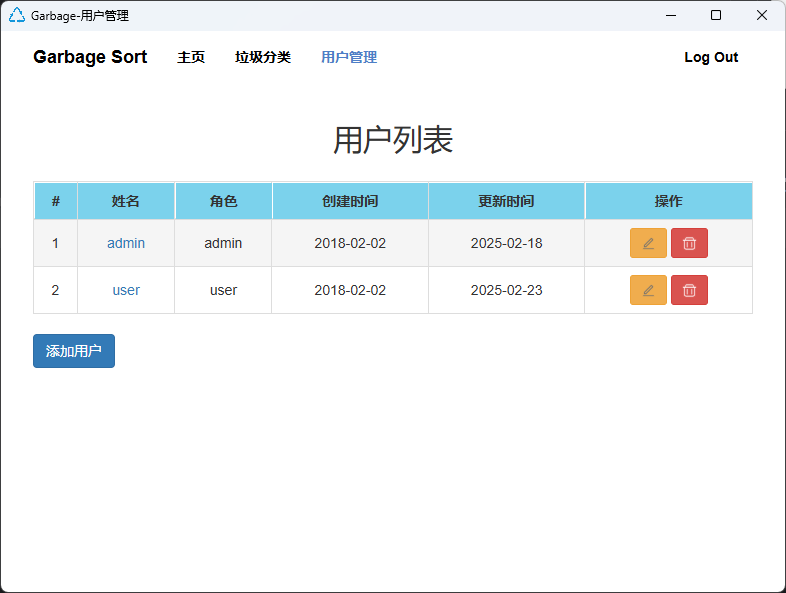 Garbage-用户管理
Garbage Sort 主页 垃圾分类 用户管理 Log Out
用户列表
# 姓名 角色 创建时间 更新时间 操作
1 admin admin 2018-02-02 2025-02-18
2 user user 2018-02-02 2025-02-23
添加用户